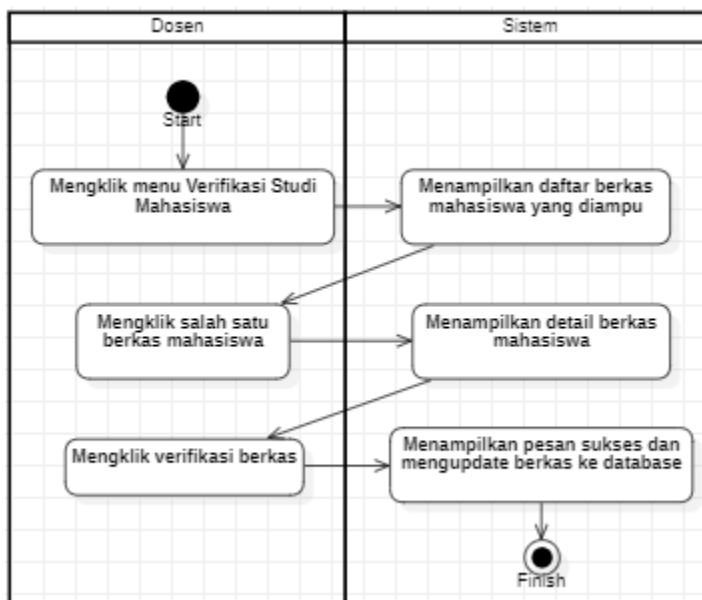 Dosen
Sistem
Start
Mengklik menu Verifikasi Studi
Mahasiswa
Menampilkan daftar berkas
mahasiswa yang diampu
Mengklik salah satu
berkas mahasiswa
Menampilkan detail berkas
mahasiswa
Mengklik verifikasi berkas
Menampilkan pesan sukses dan
mengupdate berkas ke database
Finish